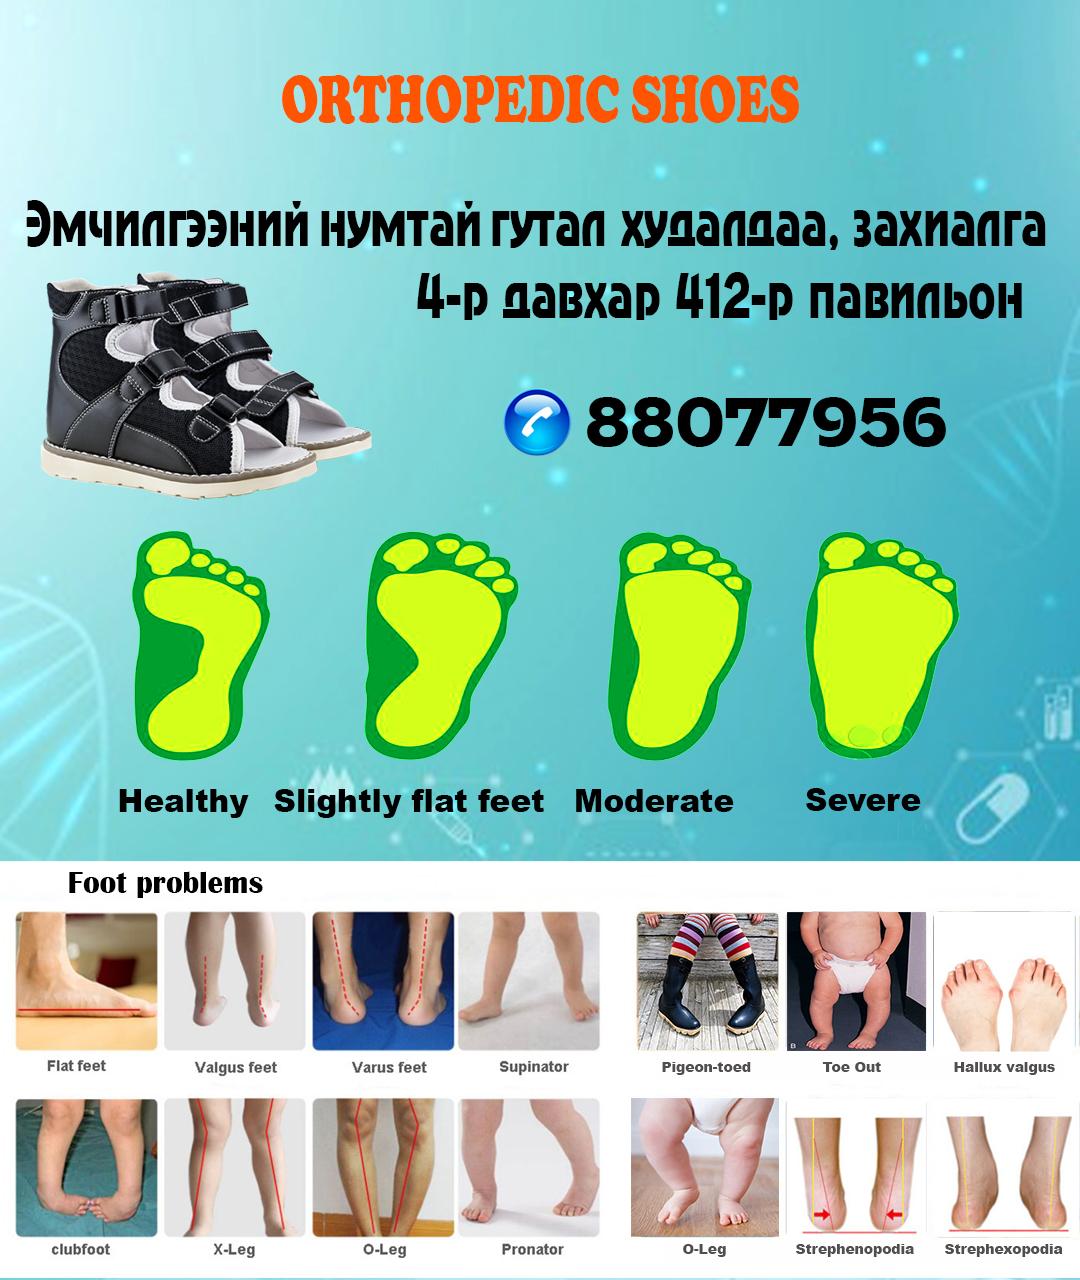 ORTHOPEDIC SHOES
Эмчилгээний нумтай гутал худалдаа, захиалга
4-р давхар 412-р павильон
88077956
Healthy
Slightly flat feet
Moderate
Severe
Foot problems
Flat feet
Valgus feet
Varus feet
Supinator
Pigeon-toed
B
Toe Out
Hallux valgus
clubfoot
X-Leg
O-Leg
Pronator
O-Leg
Strephenopodia
Strephexopodia